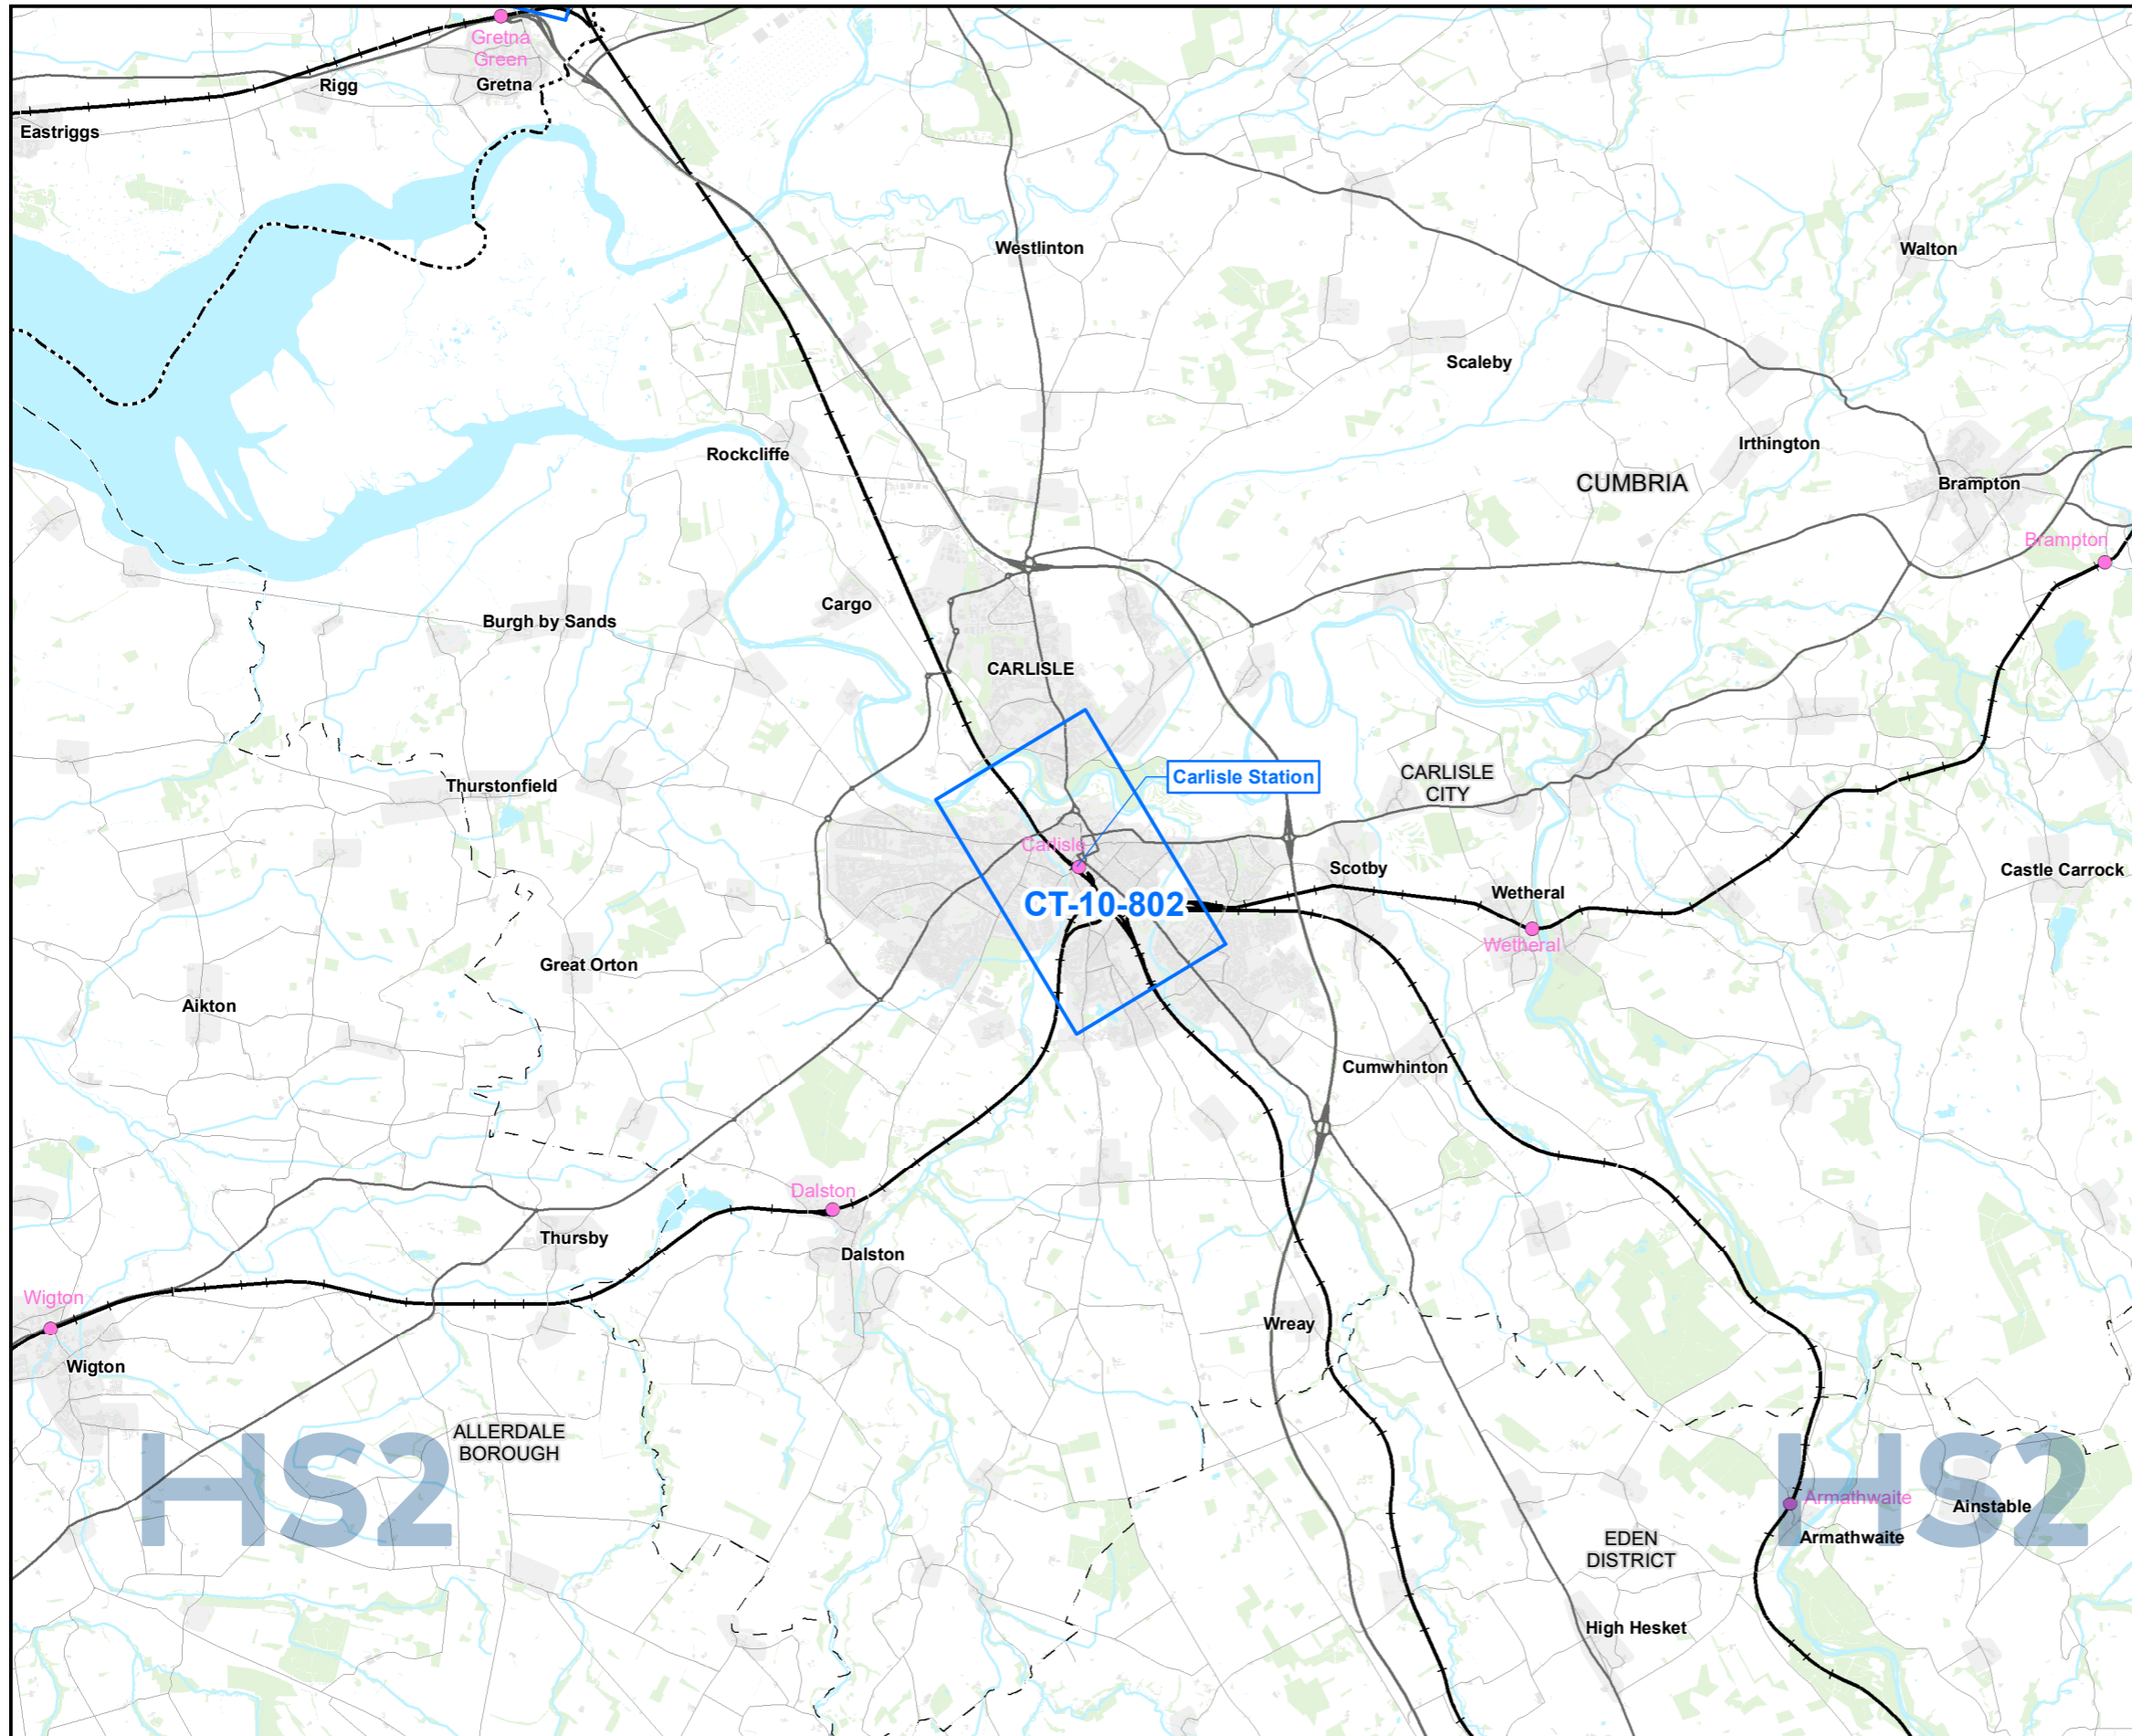 Gretna
Green
Rigg
Gretna
Eastriggs
Westlinton
Walton
Scaleby
Rockcliffe
Irthington
CUMBRIA
Brampton
Brampton
Cargo
Burgh by Sands
CARLISLE
Carlisle Station
CARLISLE
CITY
Thurstonfield
Carlisle
Scotby
Castle Carrock
Wetheral
CT-10-802
Wetheral
Great Orton
Aikton
Cumwhinton
Dalston
Thursby
Dalston
Wigton
Wreay
Wigton
ALLERDALE
BOROUGH
HS2
HS2
Armathwaite
Ainstable
Armathwaite
EDEN
DISTRICT
High Hesket